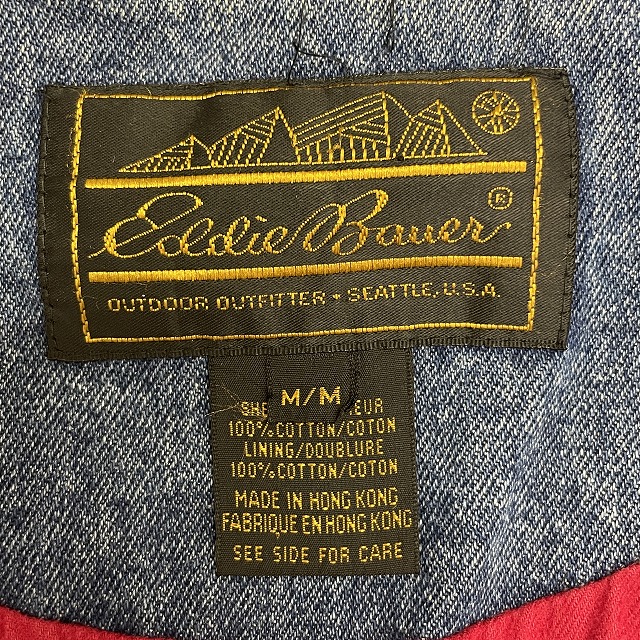 Eddie Bauer®
OUTDOOR OUTFITTER • SEATTLE, U.S.A.
M/M
100% COTTON/COTON
LINING/DOUBLURE
100% COTTON/COTON
MADE IN HONG KONG
FABRIQUE EN HONG KONG
SEE SIDE FOR CARE